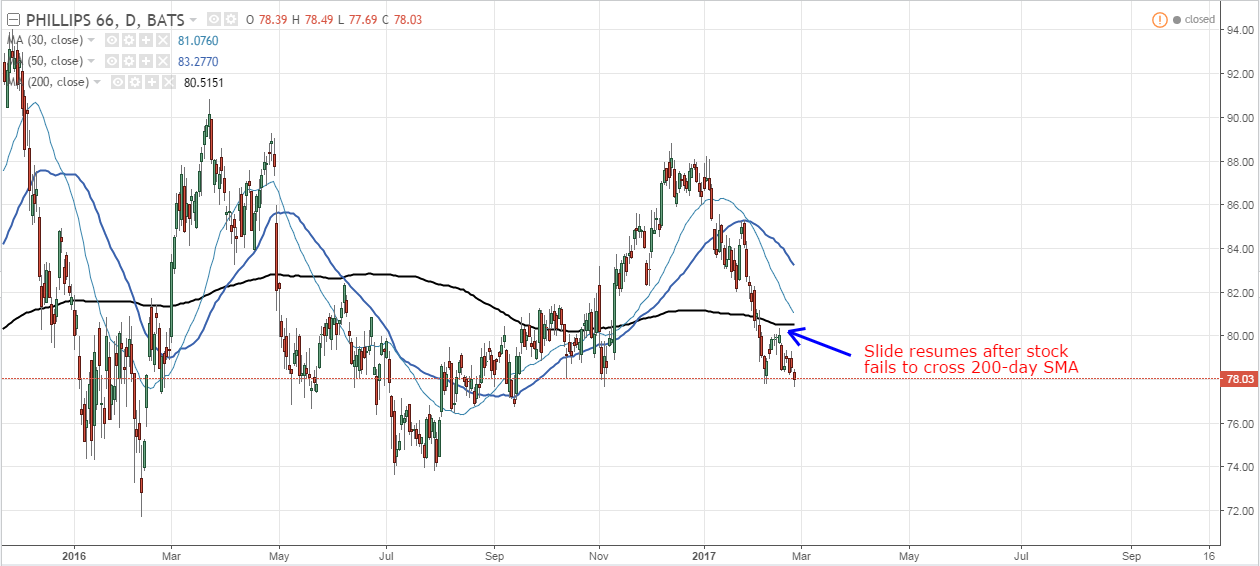 PHILLIPS 66, D, BATS O 78.39 H 78.49 L 77.69 C 78.03
closed
MA (30, close) 81.0760
(50, close) 83.2770
(200, close) 80.5151
94.00
92.00
90.00
88.00
86.00
84.00
82.00
80.00
Slide resumes after stock
fails to cross 200-day SMA
78.03
76.00
74.00
72.00
2016 Mar May Jul Sep Nov 2017 Mar May Jul Sep 16